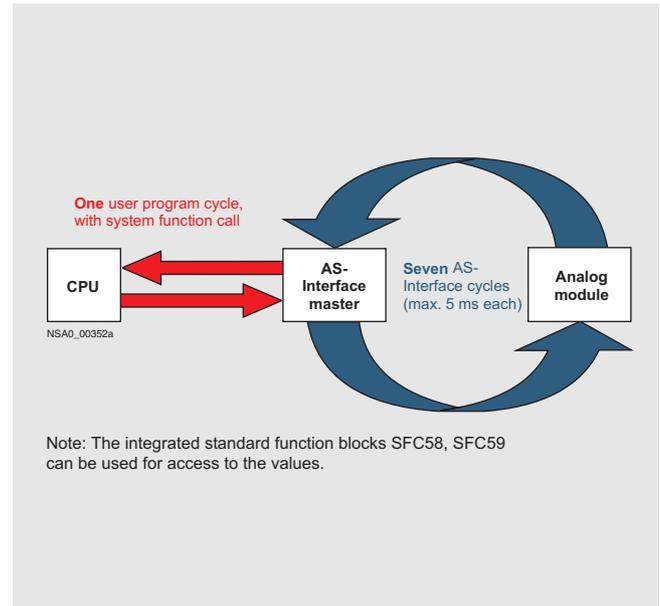 One user program cycle,
with system function call
CPU
AS-
Interface
master
Seven AS-
Interface cycles
(max. 5 ms each)
Analog
module
NSA0_00352a
Note: The integrated standard function blocks SFC58, SFC59
can be used for access to the values.